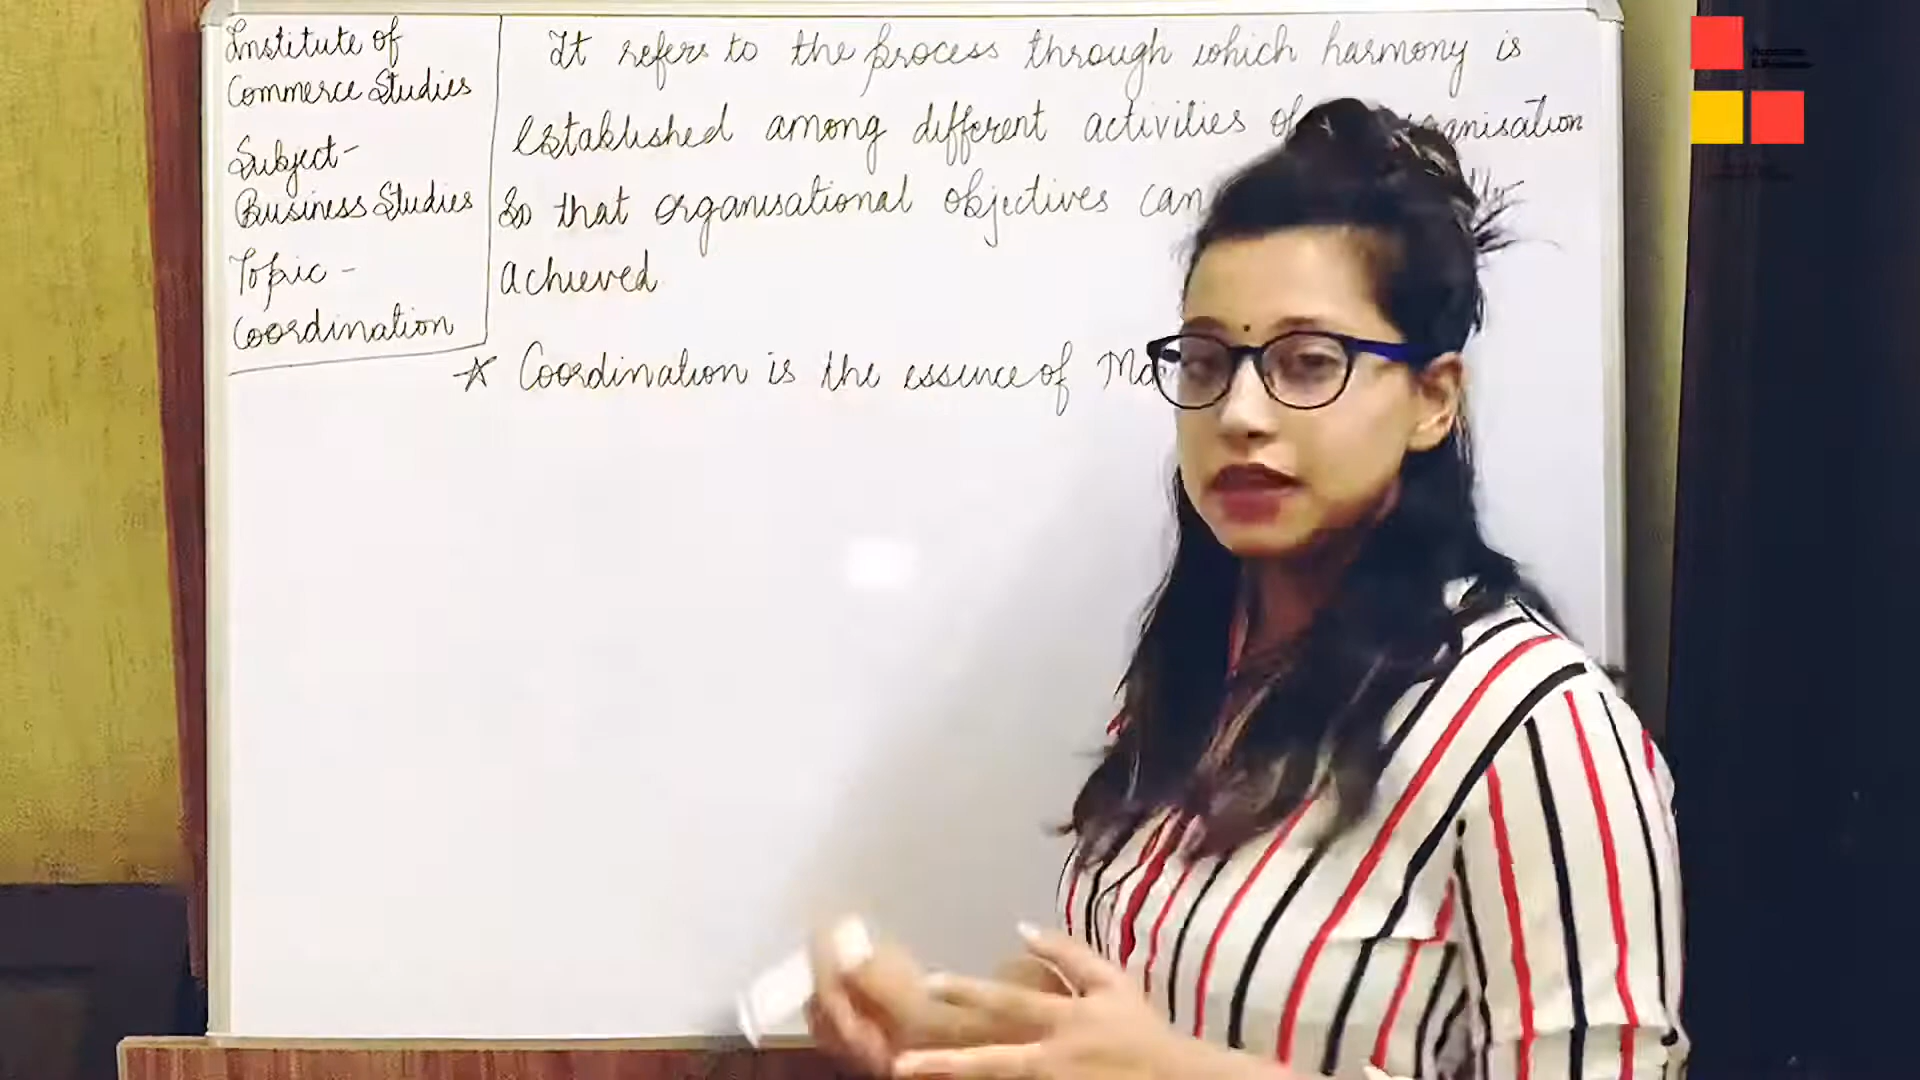 Institute of
Commerce Studies
Subject-
Business Studies
Topic -
Coordination
It refers to the process through which harmony is
established among different activities of
So that organisational objectives can
achieved
* Coordination is the essence of